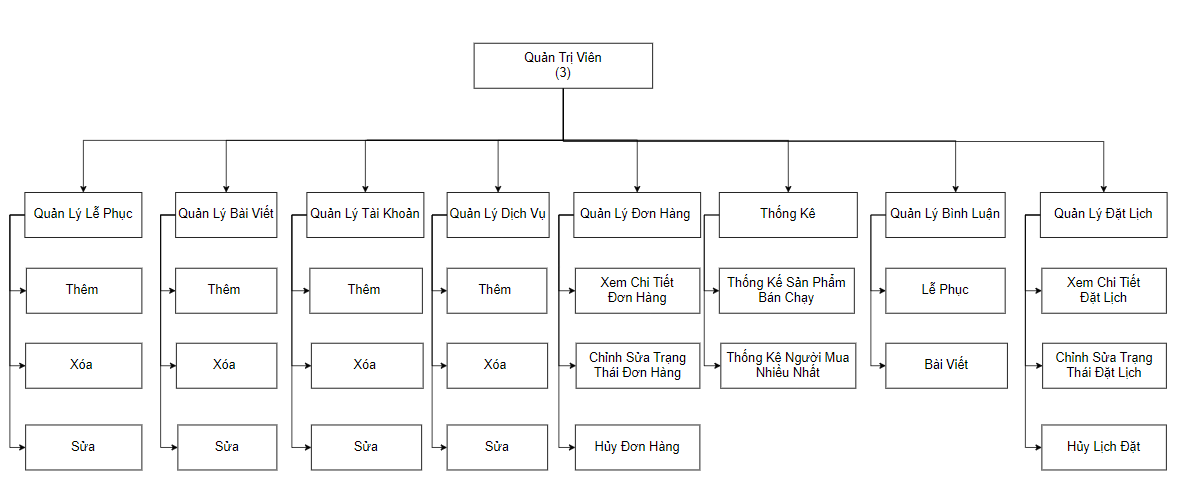 Quản Trị Viên
(3)
Quản Lý Lễ Phục
Quản Lý Bài Viết
Quản Lý Tài Khoản
Quản Lý Dịch Vụ
Quản Lý Đơn Hàng
Thống Kê
Quản Lý Bình Luận
Quản Lý Đặt Lịch
Thêm
Thêm
Thêm
Thêm
Xem Chi Tiết
Đơn Hàng
Thống Kế Sản Phẩm
Bán Chạy
Lễ Phục
Xem Chi Tiết
Đặt Lịch
Xóa
Xóa
Xóa
Xóa
Chỉnh Sửa Trạng
Thái Đơn Hàng
Thống Kê Người Mua
Nhiều Nhất
Bài Viết
Chỉnh Sửa Trạng
Thái Đặt Lịch
Sửa
Sửa
Sửa
Sửa
Hủy Đơn Hàng
Hủy Lịch Đặt